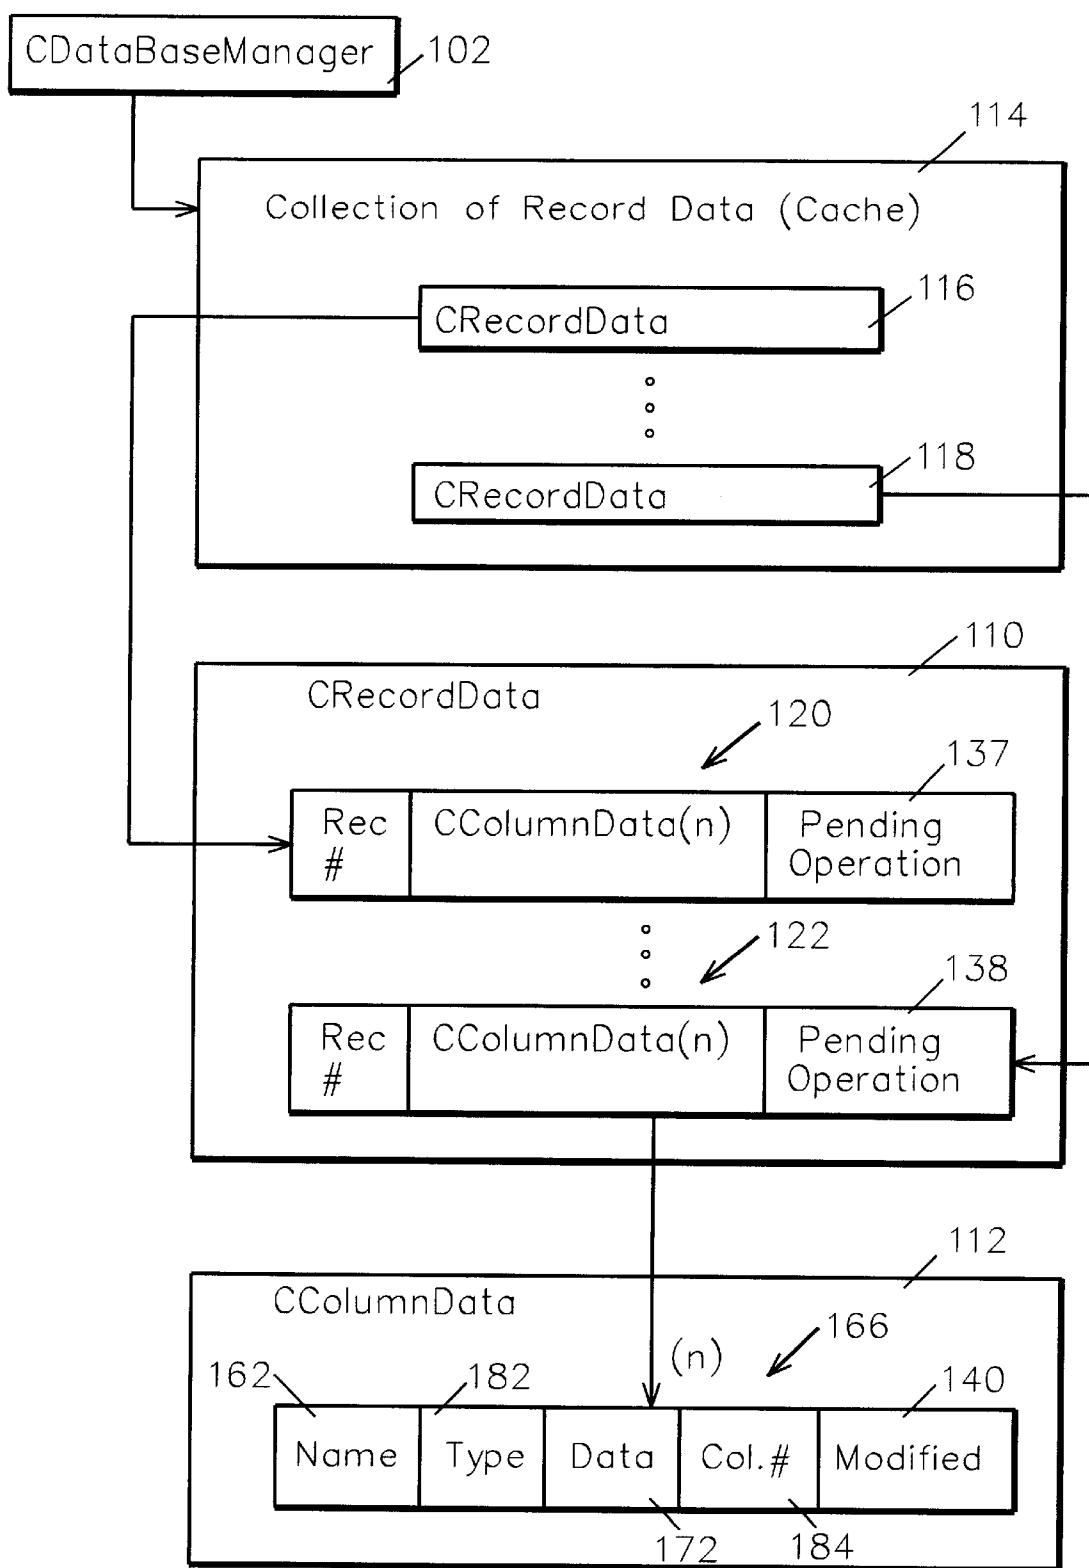 CDataBaseManager
102
114
Collection of Record Data (Cache)
116
CRecordData
118
CRecordData
110
CRecordData
120
137
Rec
#
CColumnData(n)
Pending
Operation
122
138
Rec
#
CColumnData(n)
Pending
Operation
112
CColumnData
166
(n)
162
182
140
Name
Type
Data
Col.#
Modified
172
184